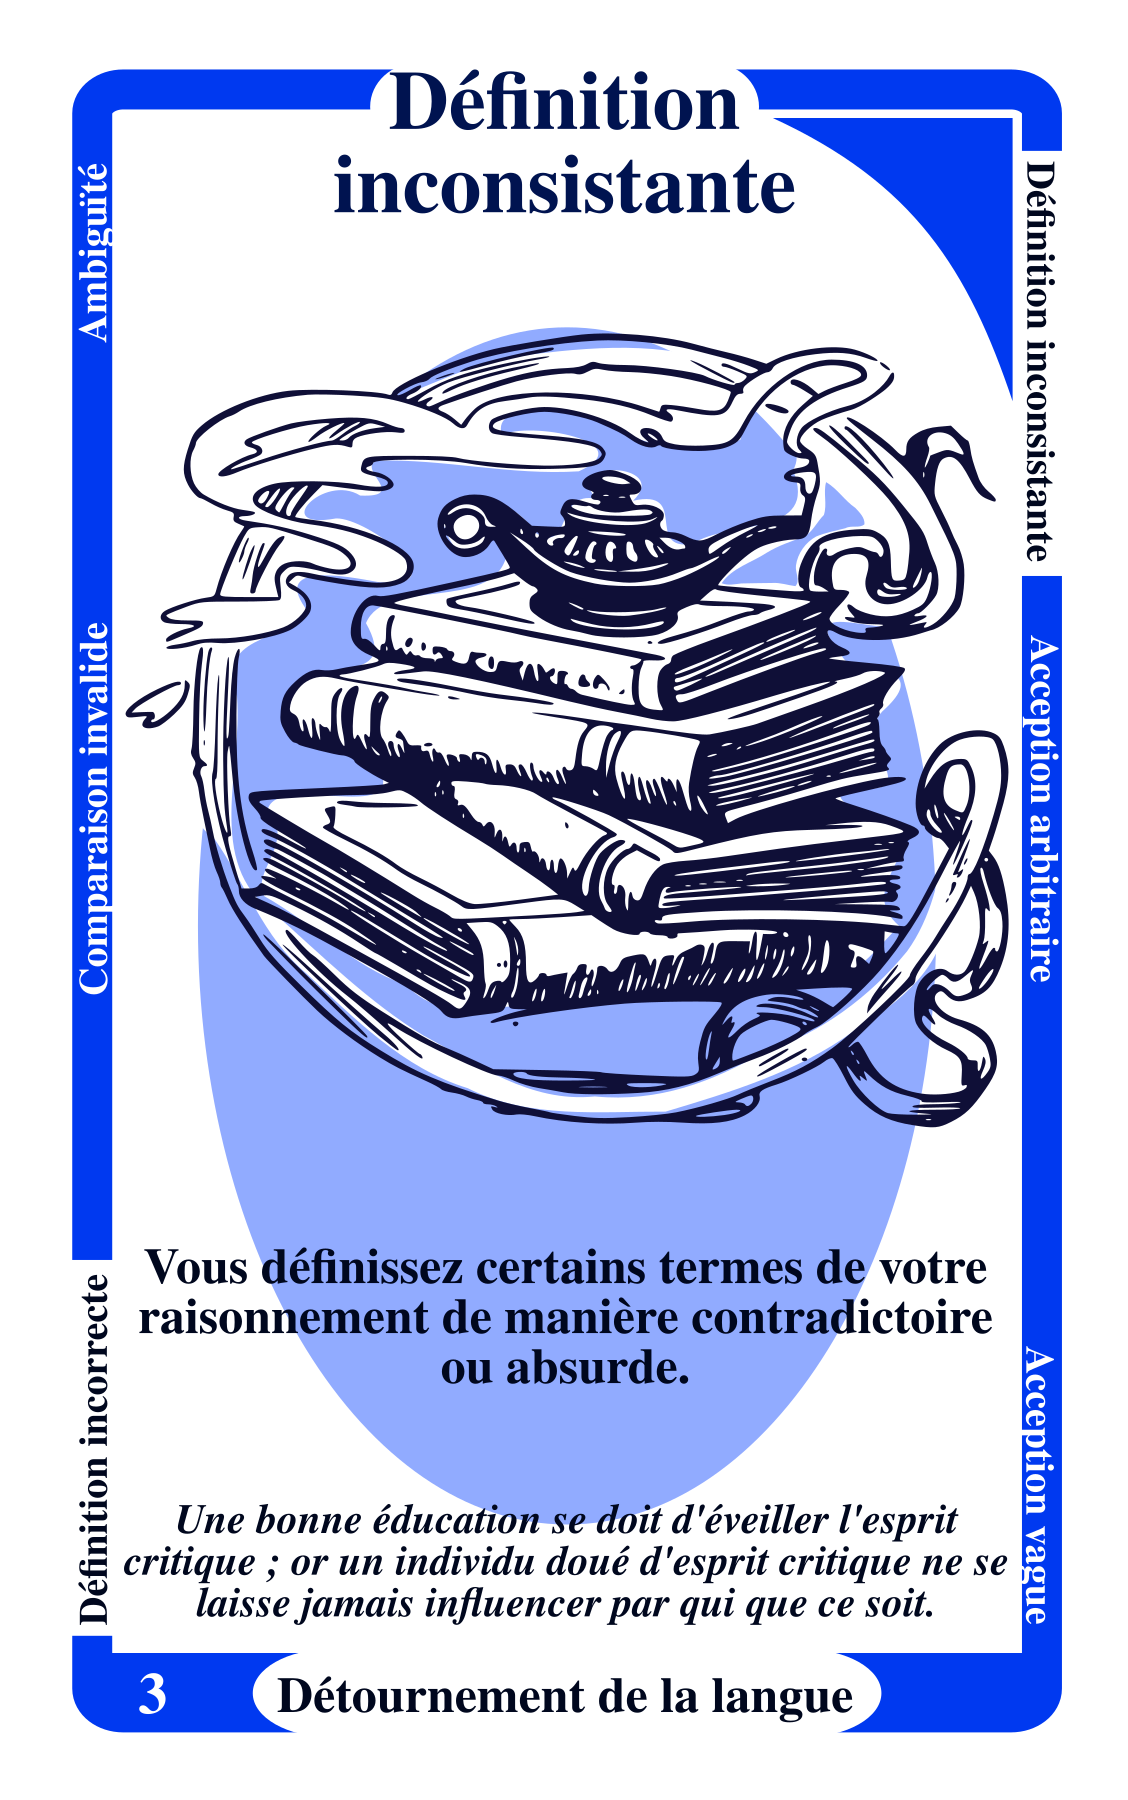 Définition
inconsistante
Ambiguïté
Comparaison invalide
Définition incorrecte
Définition inconsistante
Acception arbitraire
Acception vague
Vous définissez certains termes de votre
raisonnement de manière contradictoire
ou absurde.
Une bonne éducation se doit d'éveiller l'esprit
critique ; or un individu doué d'esprit critique ne se
laisse jamais influencer par qui que ce soit.
3
Détournement de la langue